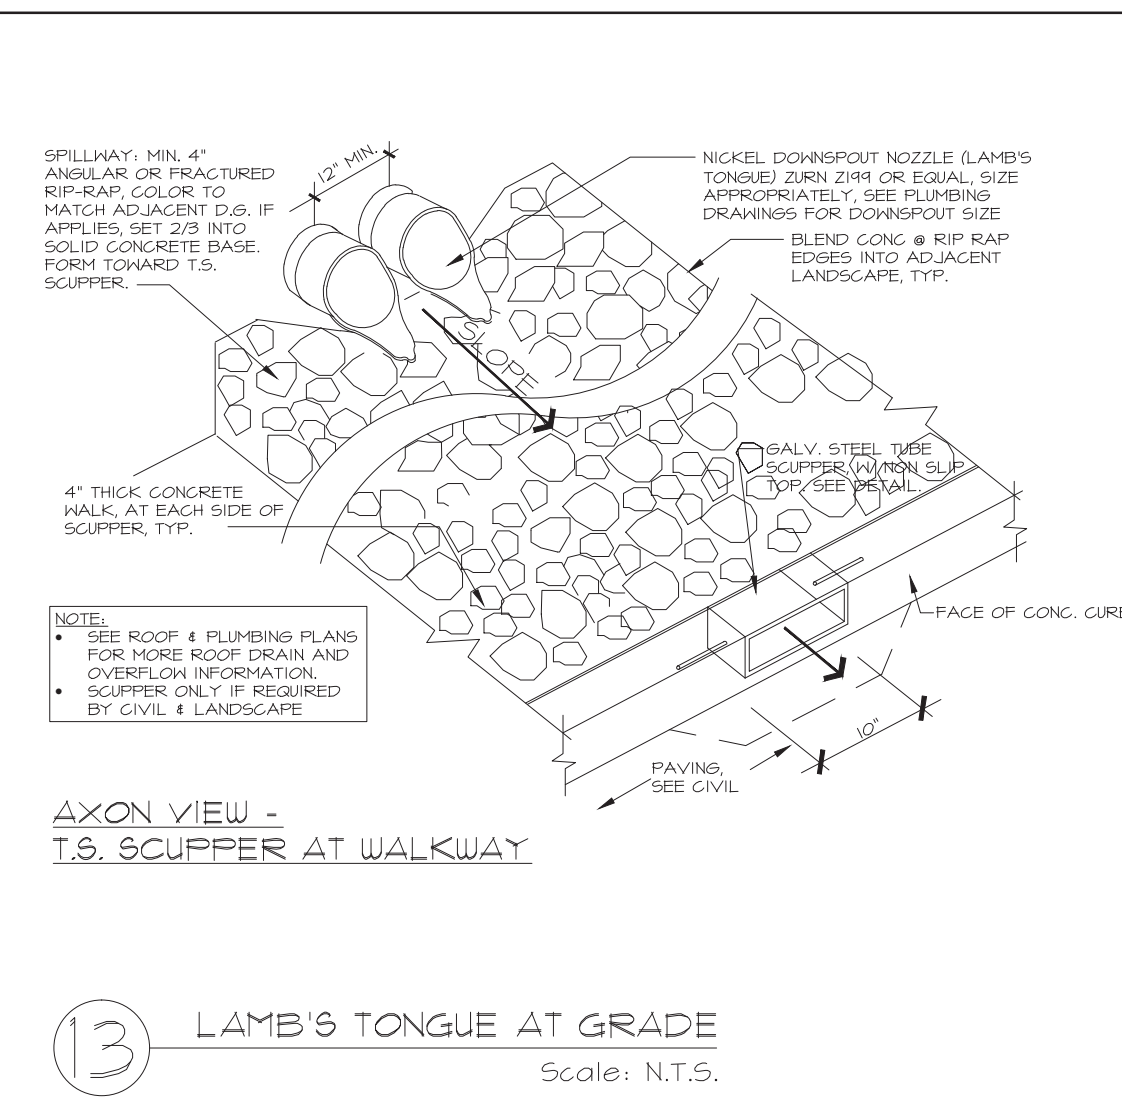 SPILLWAY: MIN. 4"
ANGULAR OR FRACTURED
RIP-RAP, COLOR TO
MATCH ADJACENT D.G. IF
APPLIES, SET 2/3 INTO
SOLID CONCRETE BASE.
FORM TOWARD T.S.
SCUPPER.
12" MIN.
NICKEL DOWNSPOUT NOZZLE (LAMB'S
TONGUE) ZURN Z199 OR EQUAL, SIZE
APPROPRIATELY, SEE PLUMBING
DRAWINGS FOR DOWNSPOUT SIZE
BLEND CONC @ RIP RAP
EDGES INTO ADJACENT
LANDSCAPE, TYP.
SLOPE
GALV. STEEL TUBE
SCUPPER, W/ NON SLIP
TOP. SEE DETAIL.
4" THICK CONCRETE
WALK, AT EACH SIDE OF
SCUPPER, TYP.
FACE OF CONC. CURB
NOTE:
• SEE ROOF & PLUMBING PLANS
FOR MORE ROOF DRAIN AND
OVERFLOW INFORMATION.
• SCUPPER ONLY IF REQUIRED
BY CIVIL & LANDSCAPE
10"
PAVING,
SEE CIVIL
AXON VIEW -
T.S. SCUPPER AT WALKWAY
13
LAMB'S TONGUE AT GRADE
Scale: N.T.S.